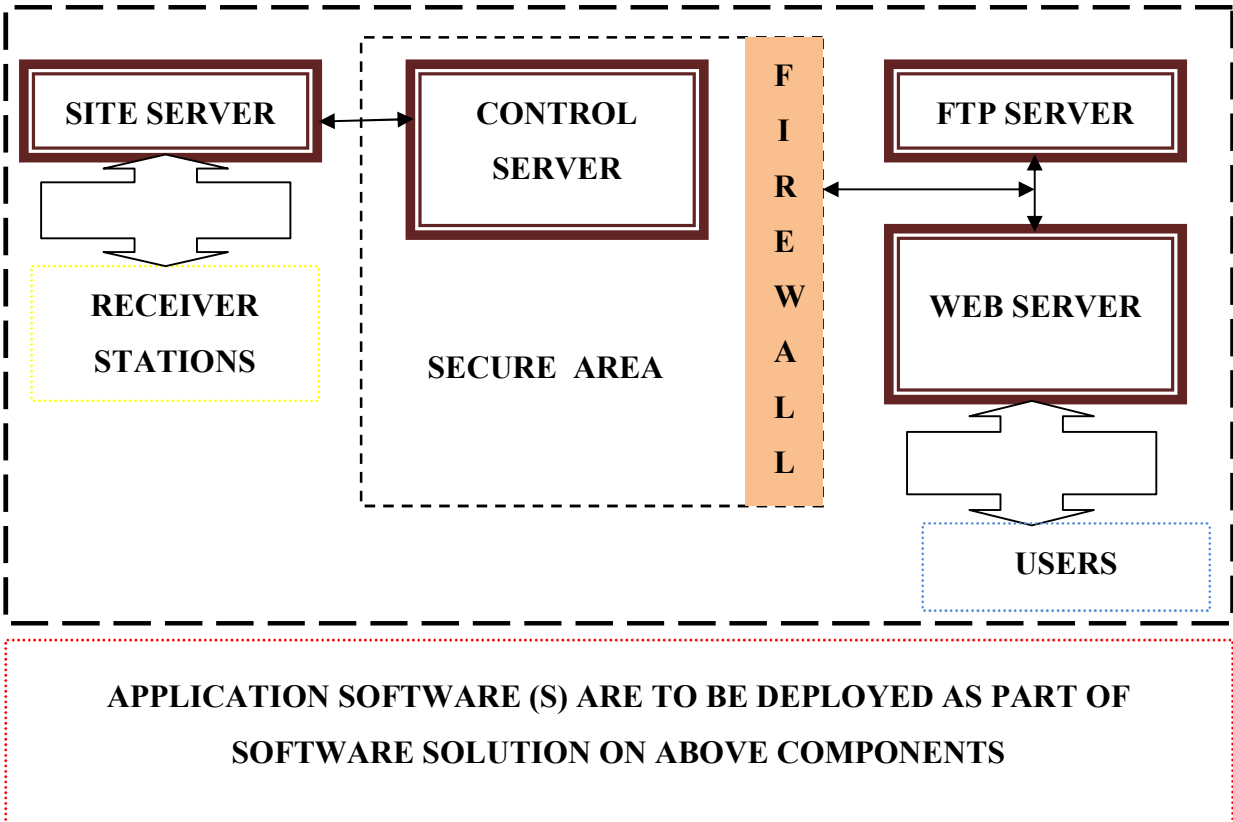 SITE SERVER
RECEIVER
STATIONS
CONTROL
SERVER
SECURE AREA
F
I
R
E
W
A
L
L
FTP SERVER
WEB SERVER
USERS
APPLICATION SOFTWARE (S) ARE TO BE DEPLOYED AS PART OF
SOFTWARE SOLUTION ON ABOVE COMPONENTS